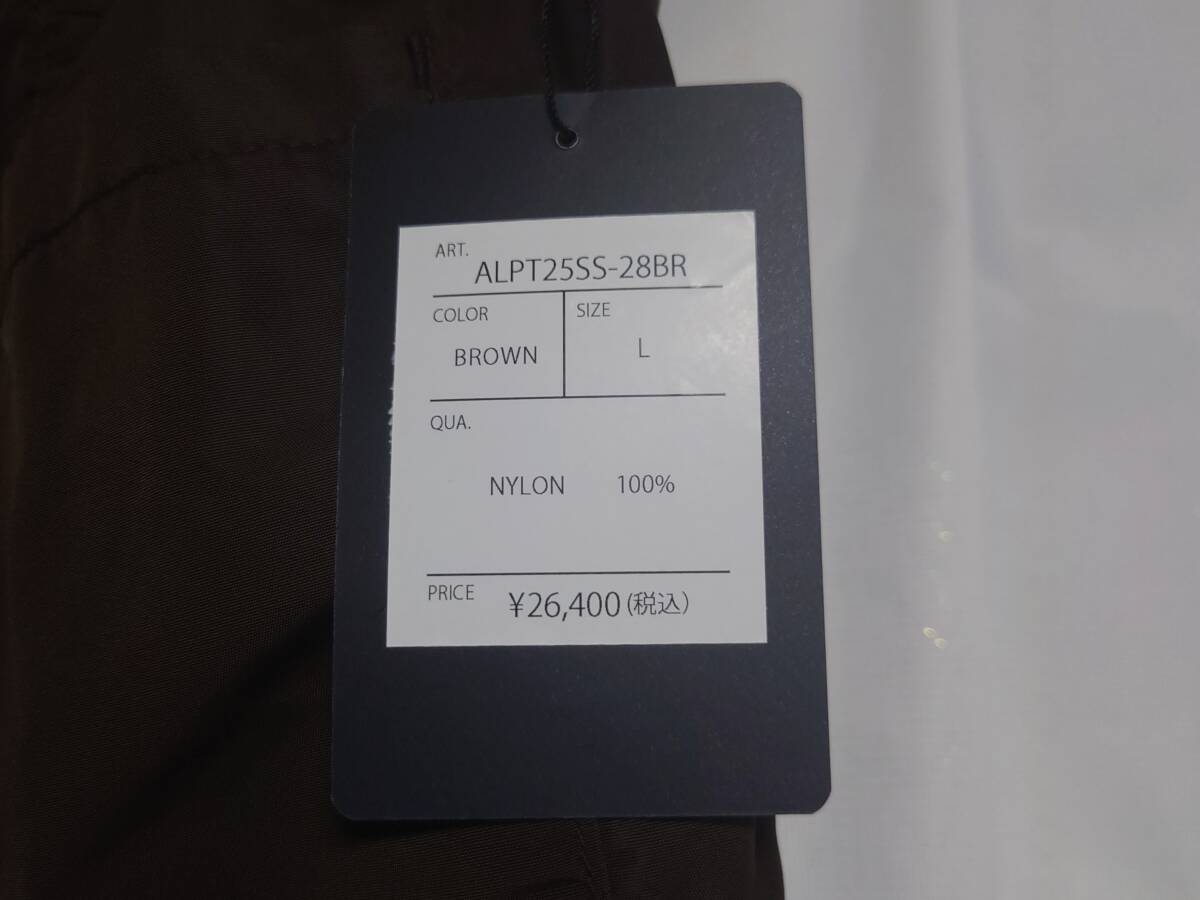 ART.
ALPT25SS-28BR
COLOR
BROWN
SIZE
L
QUA.
NYLON 100%
PRICE ¥26,400(税込)